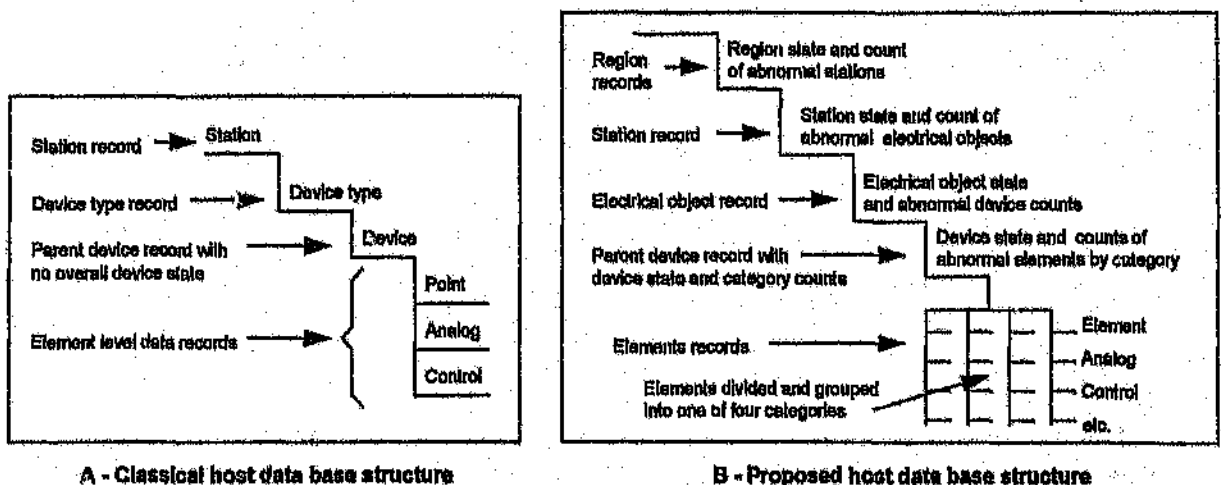 Station record
Station
Device type record
Device type
Parent device record with
no overall device state
Device
Element level data records
Point
Analog
Control
A - Classical host data base structure
Region
records
Region state and count
of abnormal stations
Station record
Station state and count of
abnormal electrical objects
Electrical object record
Electrical object state
and abnormal device counts
Parent device record with
device state and category counts
Device state and counts of
abnormal elements by category
Elements records
Element
Analog
Control
etc.
Elements divided and grouped
into one of four categories
B - Proposed host data base structure